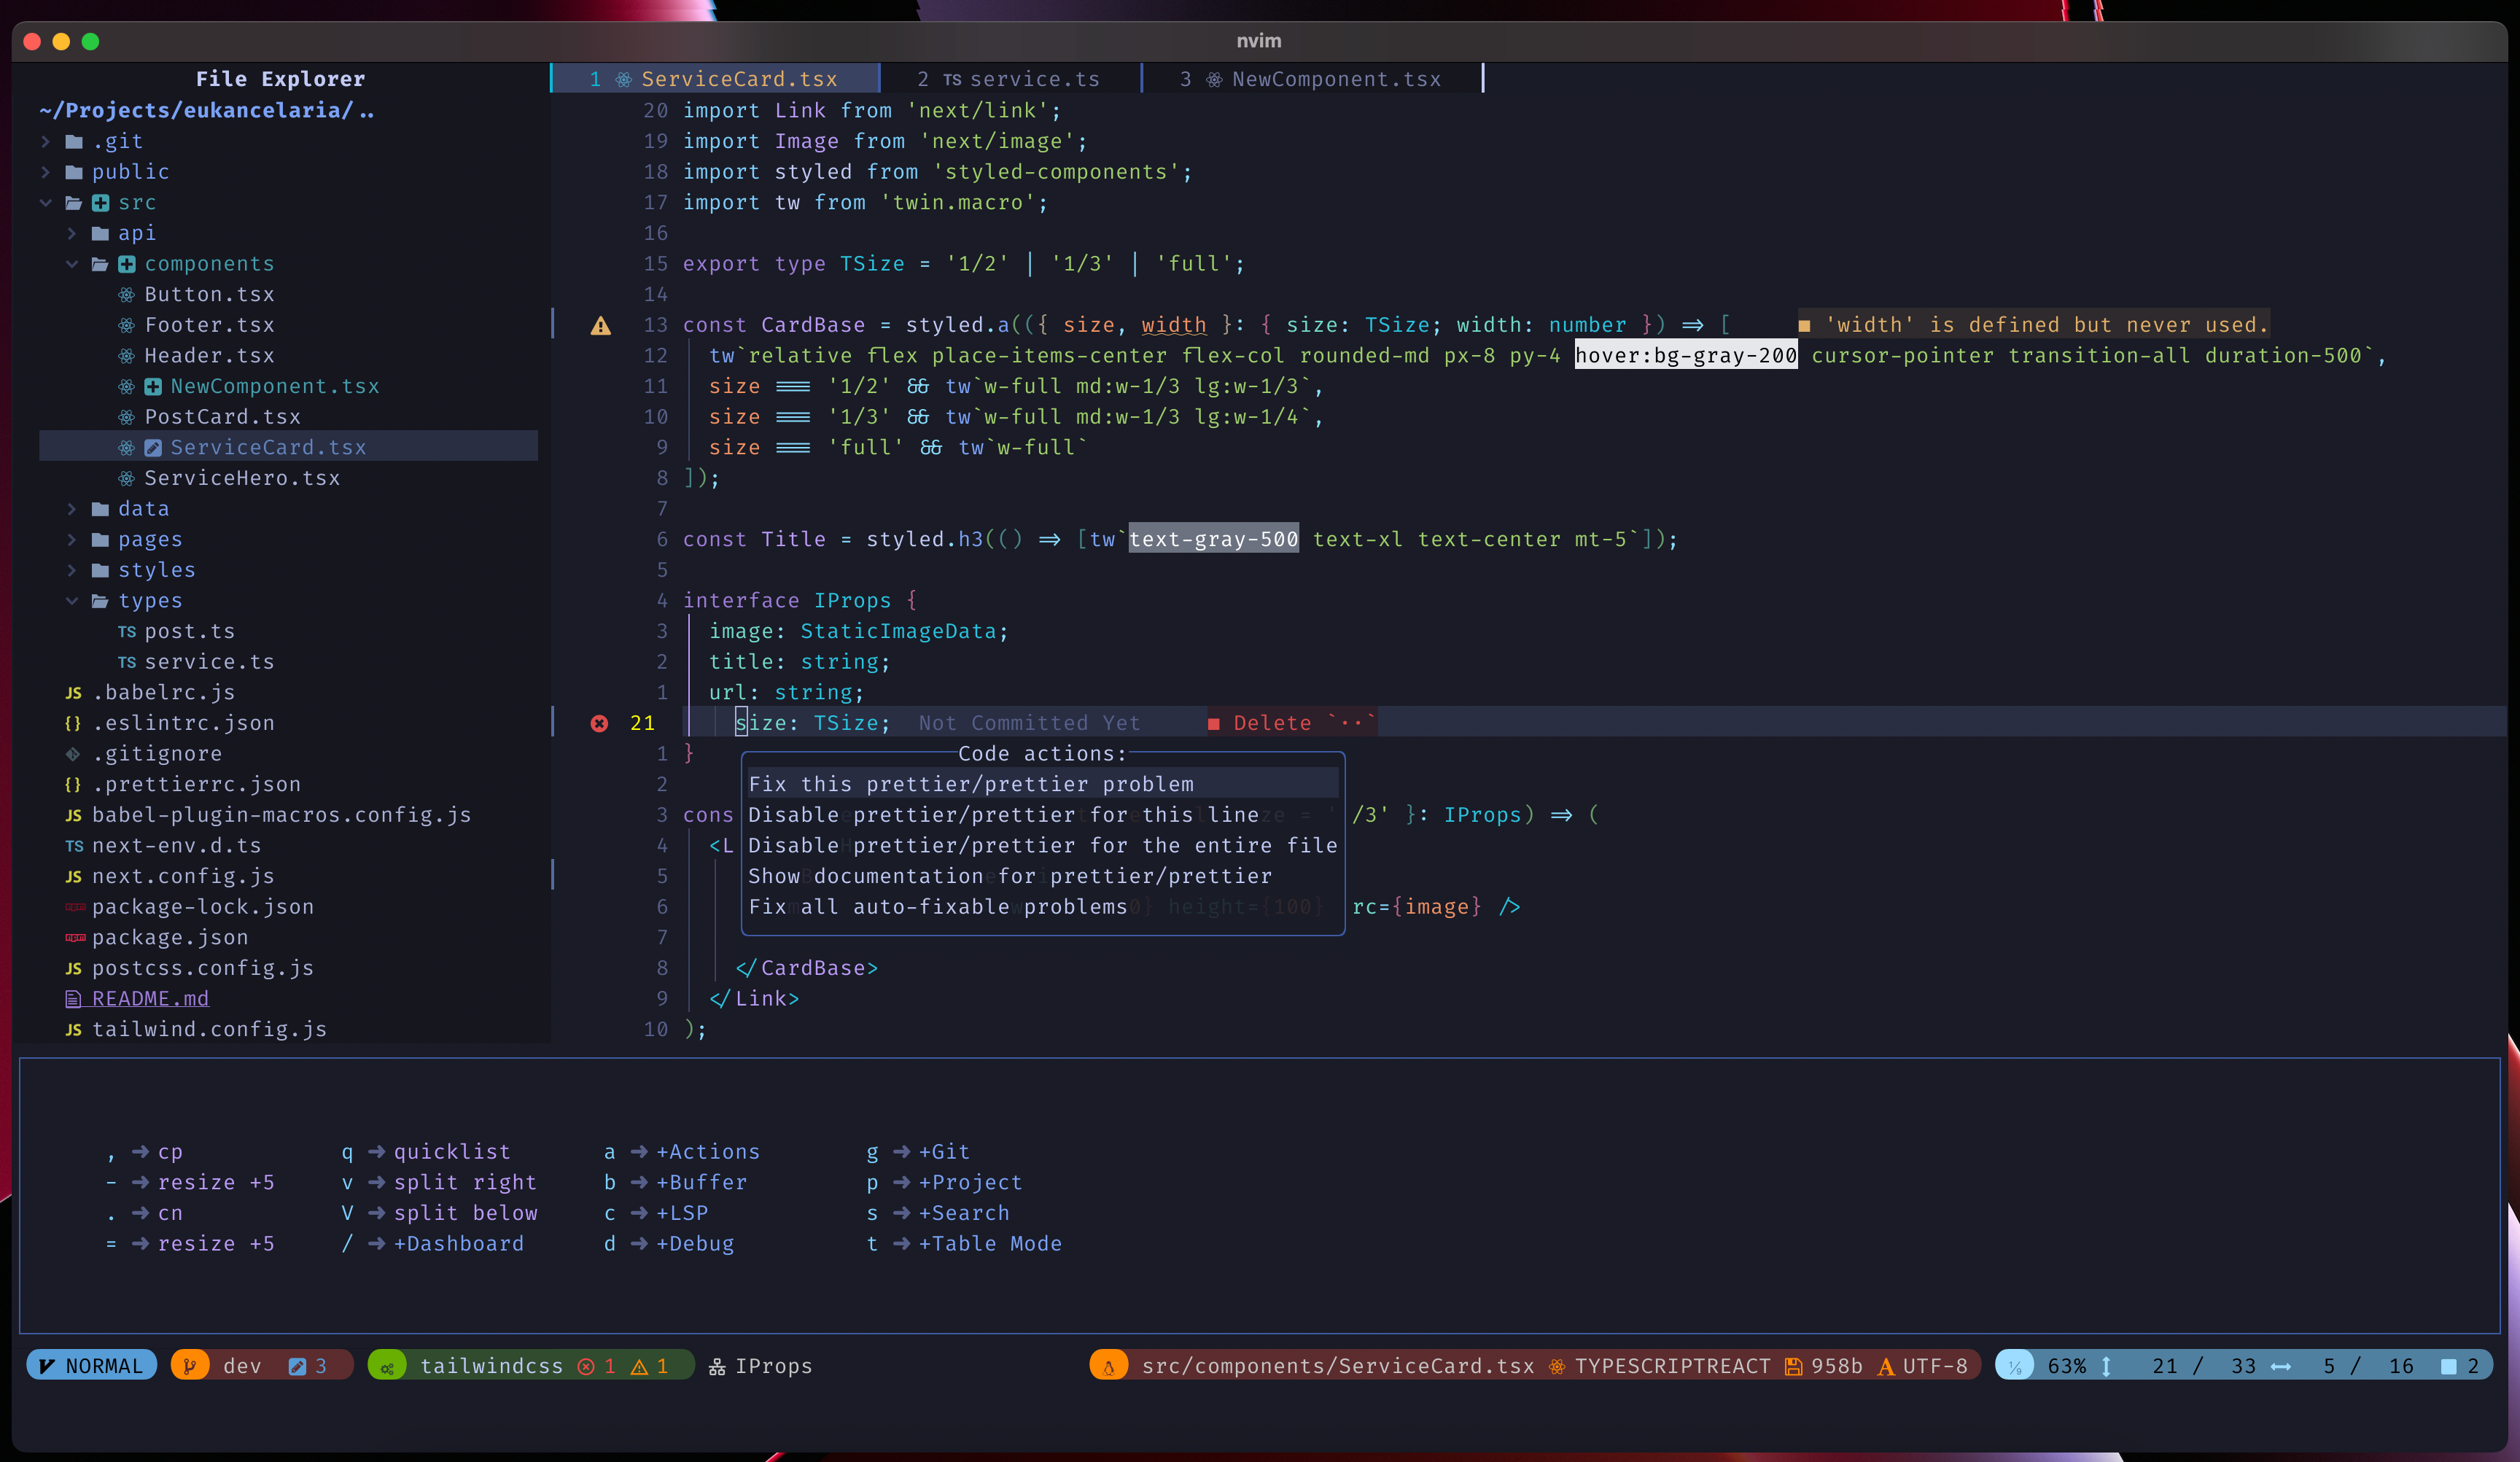 nvim
File Explorer
~/Projects/eukancelaria/..
.git
public
src
api
components
Button.tsx
Footer.tsx
Header.tsx
NewComponent.tsx
PostCard.tsx
ServiceCard.tsx
ServiceHero.tsx
data
pages
styles
types
TS post.ts
TS service.ts
JS .babelrc.js
{} .eslintrc.json
.gitignore
{} .prettierrc.json
JS babel-plugin-macros.config.js
TS next-env.d.ts
JS next.config.js
package-lock.json
package.json
JS postcss.config.js
README.md
JS tailwind.config.js
1 ServiceCard.tsx 2 TS service.ts 3 NewComponent.tsx
20 import Link from 'next/link';
19 import Image from 'next/image';
18 import styled from 'styled-components';
17 import tw from 'twin.macro';
16
15 export type TSize = '1/2' | '1/3' | 'full';
14
13 const CardBase = styled.a(({ size, width }: { size: TSize; width: number }) => [ ■ 'width' is defined but never used.
12 tw`relative flex place-items-center flex-col rounded-md px-8 py-4 hover:bg-gray-200 cursor-pointer transition-all duration-500`,
11 size === '1/2' && tw`w-full md:w-1/3 lg:w-1/3`,
10 size === '1/3' && tw`w-full md:w-1/3 lg:w-1/4`,
9 size === 'full' && tw`w-full`
8 ]);
7
6 const Title = styled.h3(() => [tw`text-gray-500 text-xl text-center mt-5`]);
5
4 interface IProps {
3 image: StaticImageData;
2 title: string;
1 url: string;
21 size: TSize; Not Committed Yet ■ Delete `··`
1 }
Code actions:
2
Fix this prettier/prettier problem
3 cons
Disable prettier/prettier for this line
ze = ' /3' }: IProps) => (
4 <L
Disable prettier/prettier for the entire file
5
Show documentation for prettier/prettier
6
Fix all auto-fixable problems
0} height={100} rc={image} />
7
8 </CardBase>
9 </Link>
10 );
, ➜ cp q ➜ quicklist a ➜ +Actions g ➜ +Git
- ➜ resize +5 v ➜ split right b ➜ +Buffer p ➜ +Project
. ➜ cn V ➜ split below c ➜ +LSP s ➜ +Search
= ➜ resize +5 / ➜ +Dashboard d ➜ +Debug t ➜ +Table Mode
NORMAL dev 3 tailwindcss 1 1 IProps src/components/ServiceCard.tsx TYPESCRIPTREACT 958b A UTF-8 63% 21 / 33 5 / 16 2